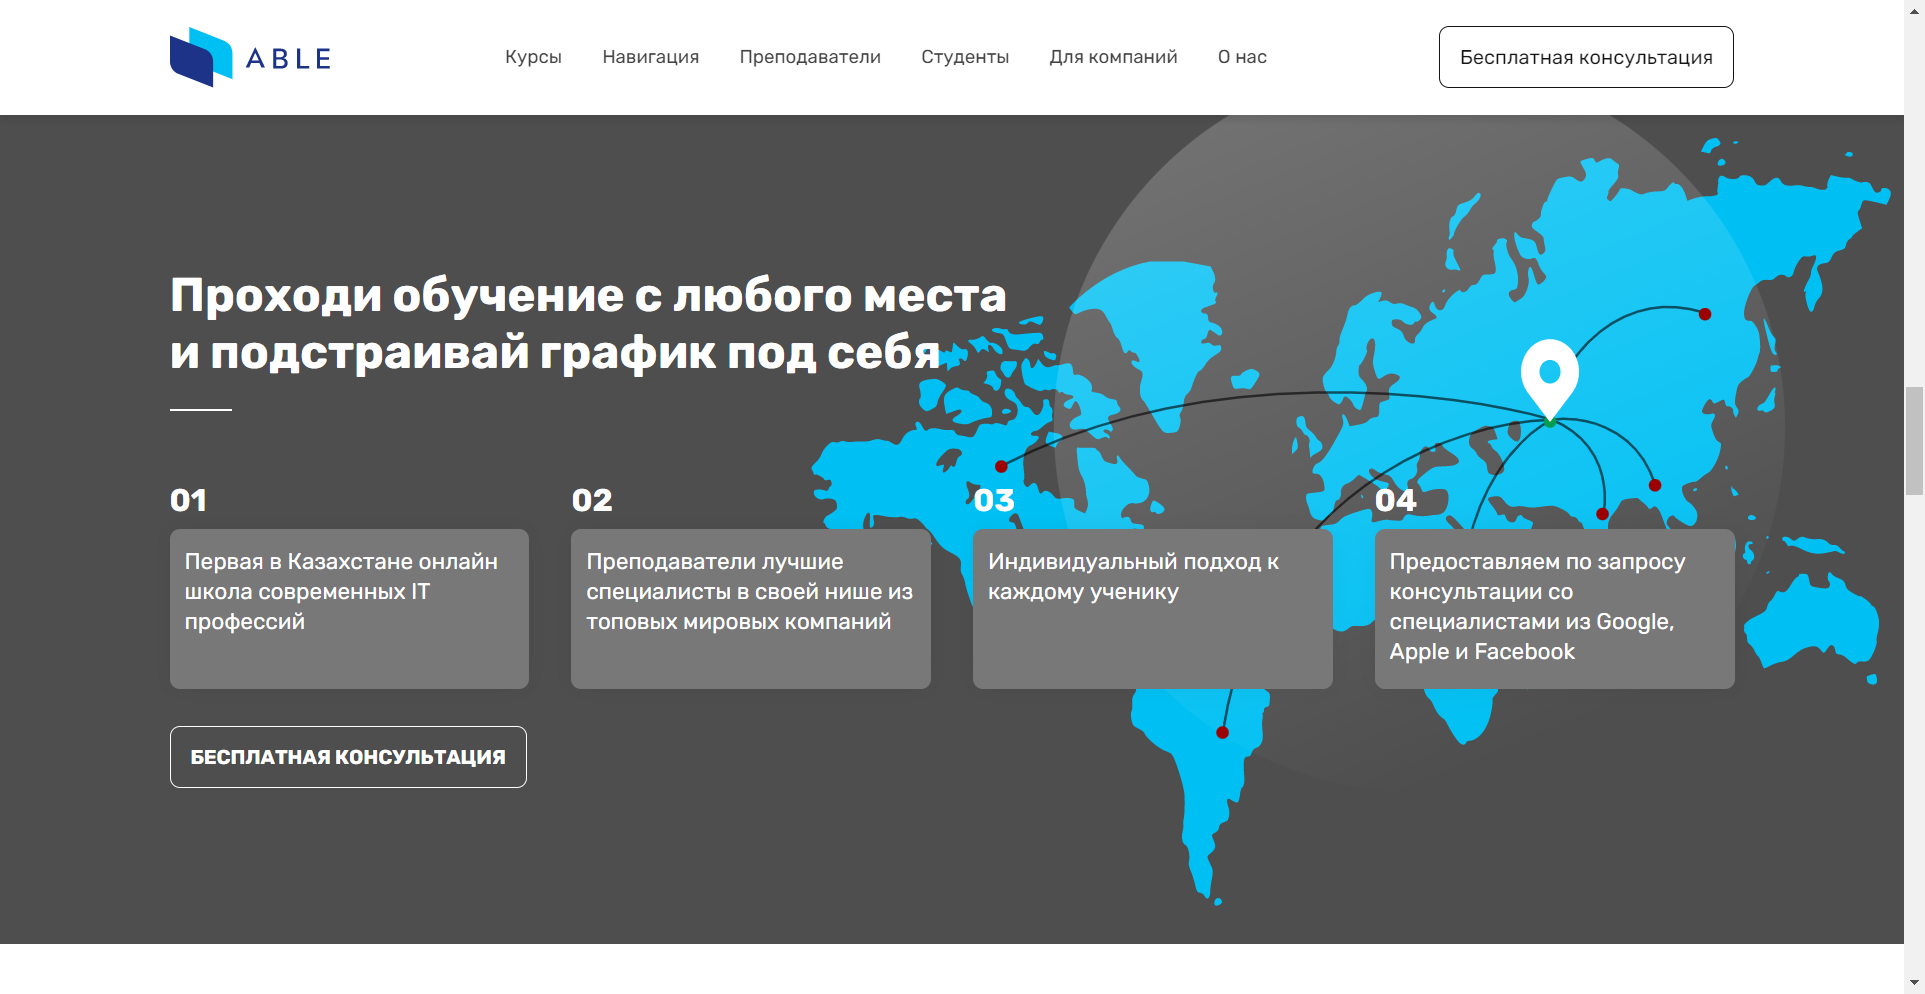 ABLE
Курсы Навигация Преподаватели Студенты Для компаний О нас
Бесплатная консультация
Проходи обучение с любого места
и подстраивай график под себя
01
Первая в Казахстане онлайн
школа современных IT
профессий
02
Преподаватели лучшие
специалисты в своей нише из
топовых мировых компаний
03
Индивидуальный подход к
каждому ученику
04
Предоставляем по запросу
консультации со
специалистами из Google,
Apple и Facebook
БЕСПЛАТНАЯ КОНСУЛЬТАЦИЯ